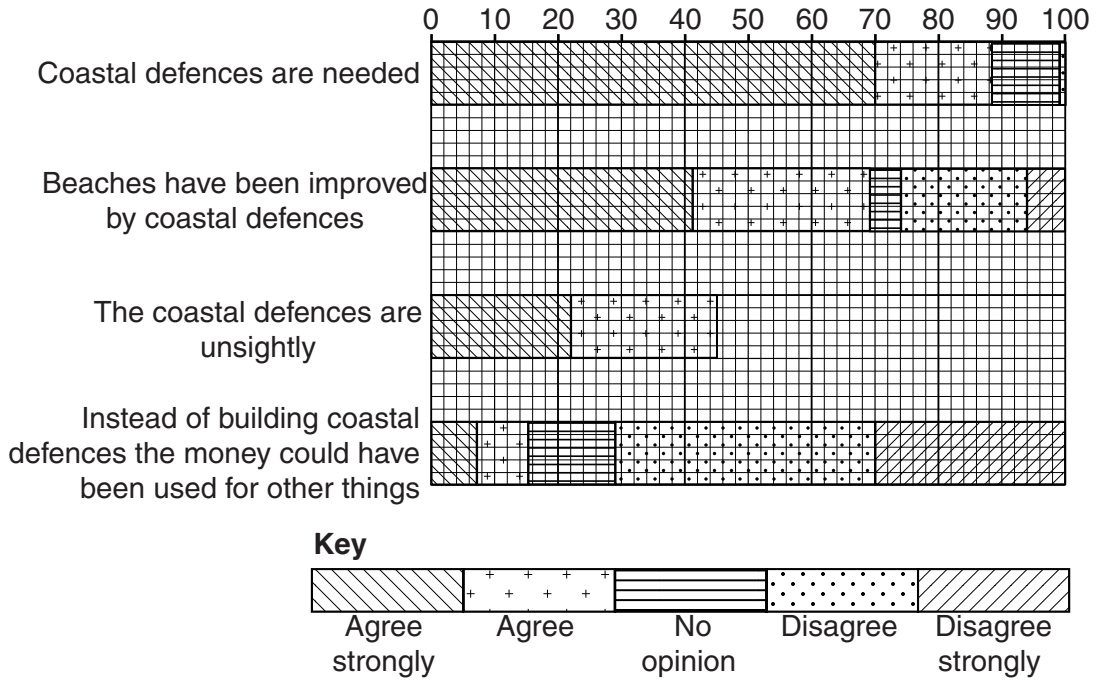 0 10 20 30 40 50 60 70 80 90 100
Coastal defences are needed
Beaches have been improved
by coastal defences
The coastal defences are
unsightly
Instead of building coastal
defences the money could have
been used for other things
Key
Agree strongly
Agree
No opinion
Disagree
Disagree strongly